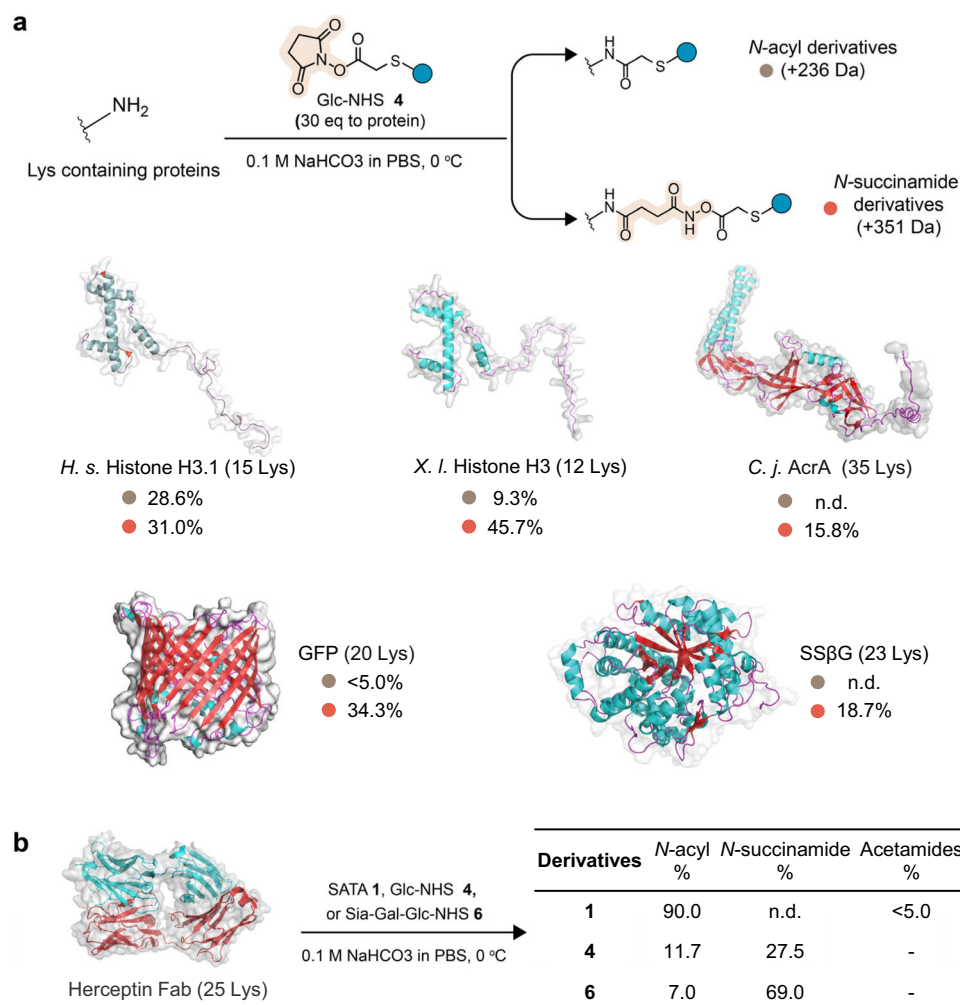 a
O
N
O
O
O
S
Glc-NHS 4
(30 eq to protein)
0.1 M NaHCO3 in PBS, 0 °C
NH2
Lys containing proteins
H
N
O
S
N-acyl derivatives
(+236 Da)
H
N
O
O
N
H
O
O
S
N-succinamide
derivatives
(+351 Da)
H. s. Histone H3.1 (15 Lys)
28.6%
31.0%
X. l. Histone H3 (12 Lys)
9.3%
45.7%
C. j. AcrA (35 Lys)
n.d.
15.8%
GFP (20 Lys)
<5.0%
34.3%
SSβG (23 Lys)
n.d.
18.7%
b
Herceptin Fab (25 Lys)
SATA 1, Glc-NHS 4,
or Sia-Gal-Glc-NHS 6
0.1 M NaHCO3 in PBS, 0 °C
Derivatives N-acyl % N-succinamide % Acetamides %
1 90.0 n.d. <5.0
4 11.7 27.5 -
6 7.0 69.0 -